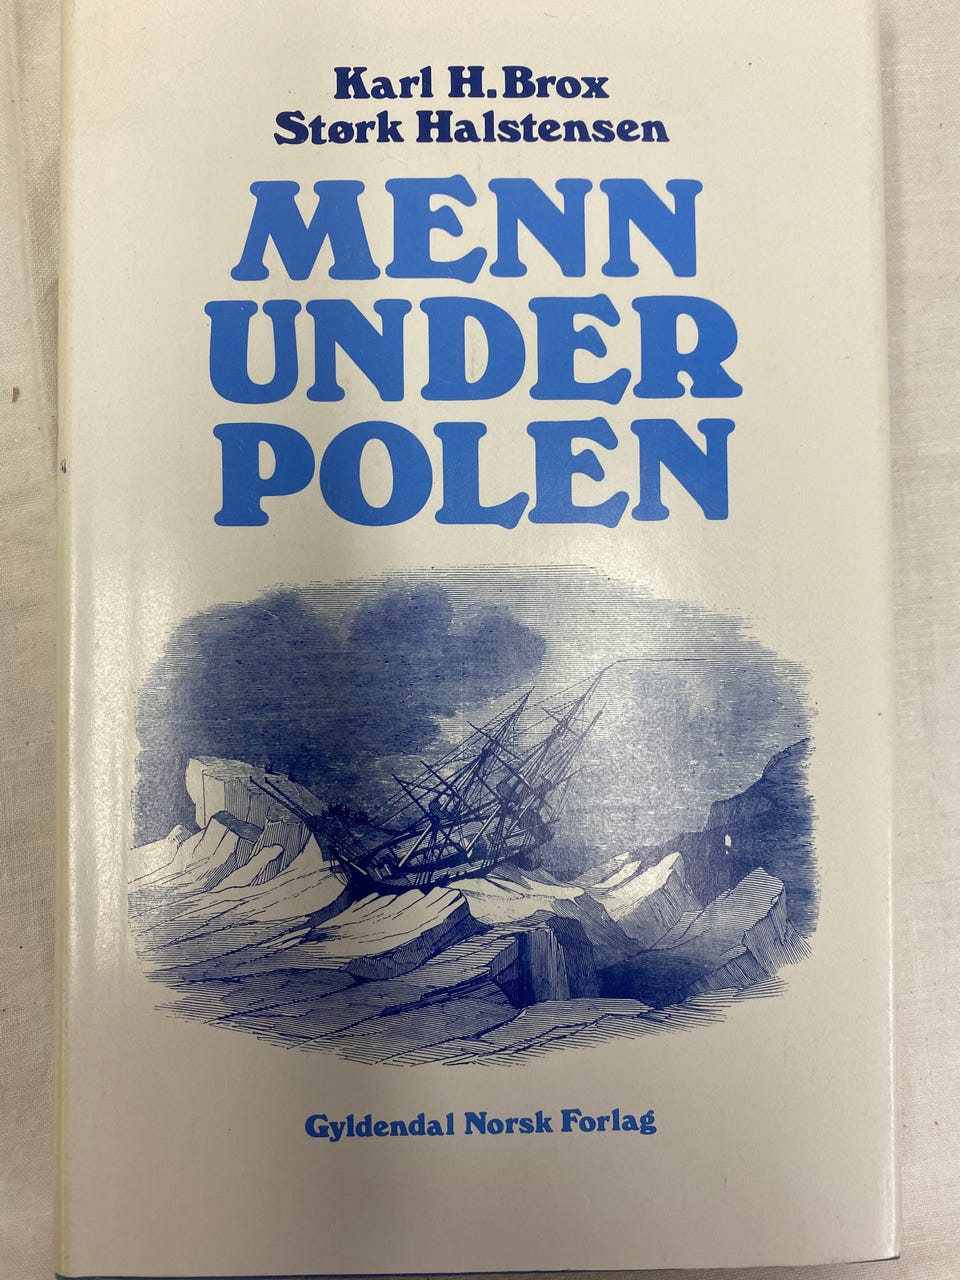 Karl H. Brox
Størk Halstensen
MENN
UNDER
POLEN
Gyldendal Norsk Forlag